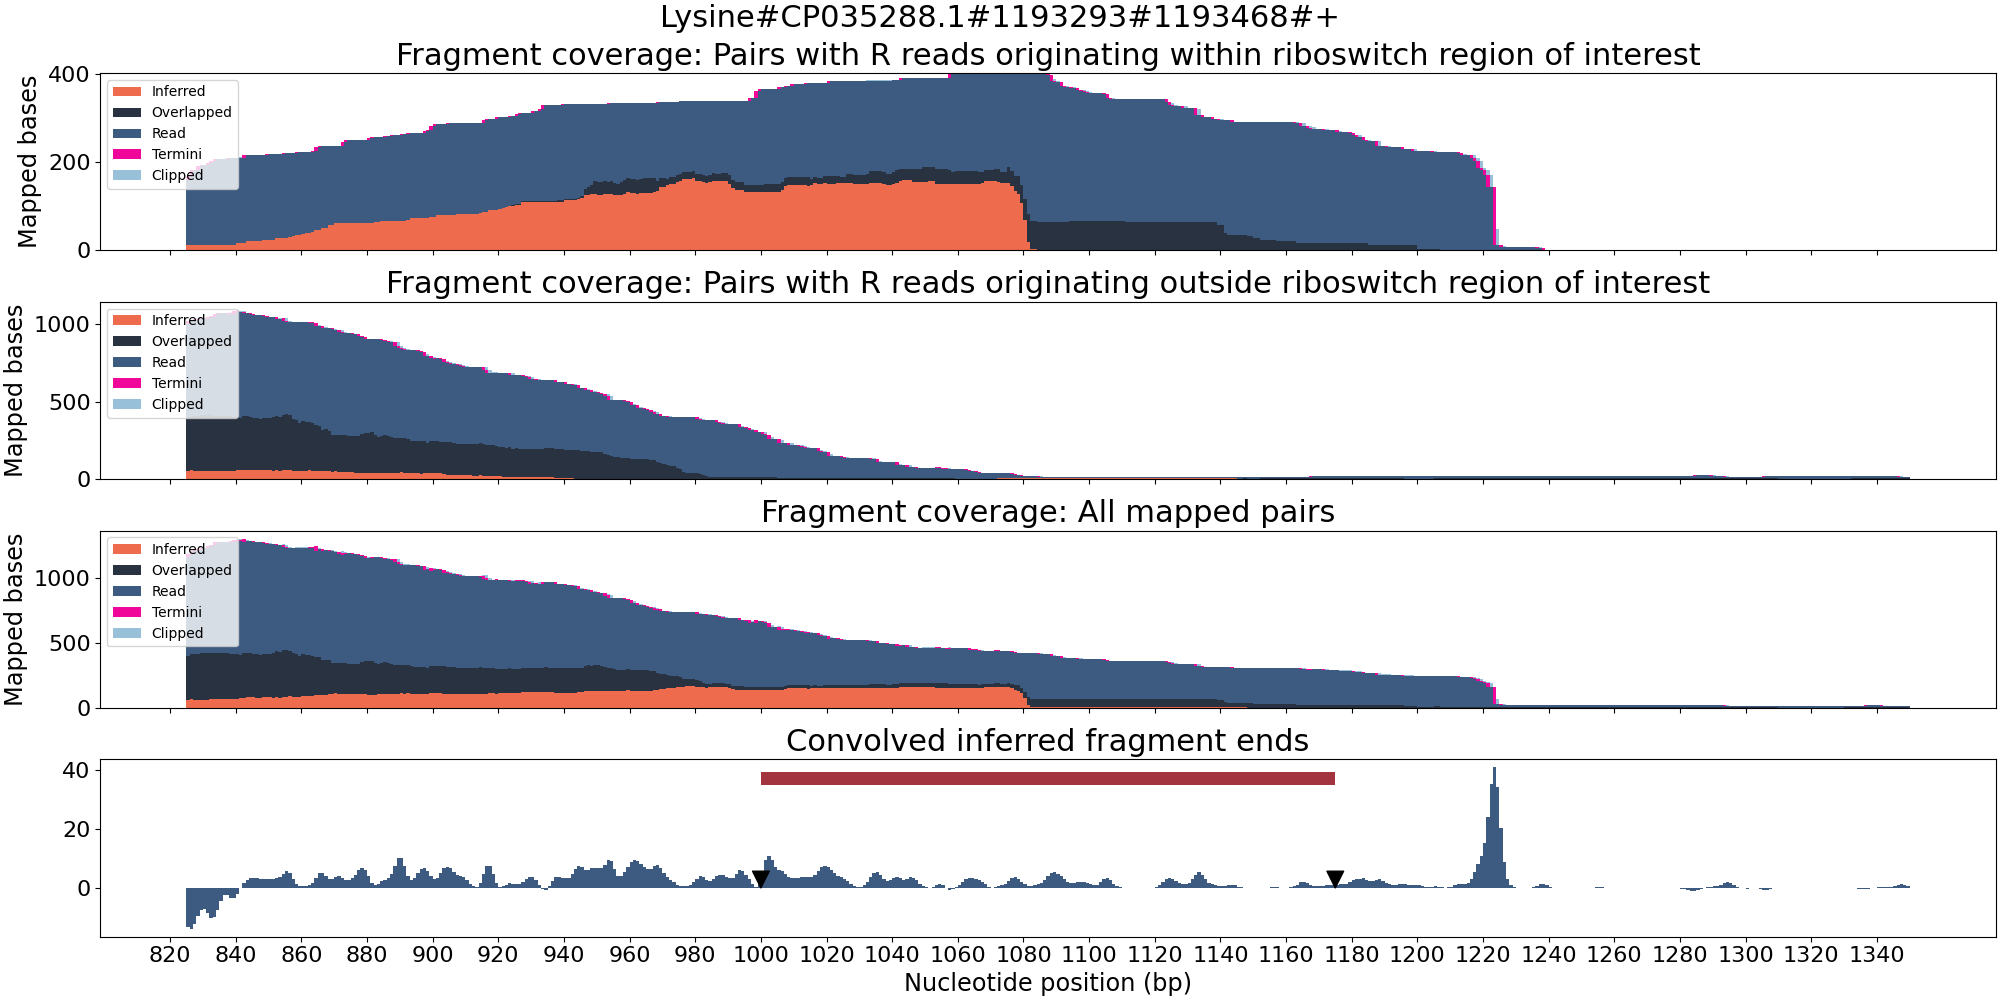 Lysine#CP035288.1#1193293#1193468#+
Fragment coverage: Pairs with R reads originating within riboswitch region of interest
Mapped bases
400
200
0
Inferred
Overlapped
Read
Termini
Clipped
Fragment coverage: Pairs with R reads originating outside riboswitch region of interest
Mapped bases
1000
500
0
Inferred
Overlapped
Read
Termini
Clipped
Fragment coverage: All mapped pairs
Mapped bases
1000
500
0
Inferred
Overlapped
Read
Termini
Clipped
Convolved inferred fragment ends
40
20
0
820 840 860 880 900 920 940 960 980 1000 1020 1040 1060 1080 1100 1120 1140 1160 1180 1200 1220 1240 1260 1280 1300 1320 1340
Nucleotide position (bp)